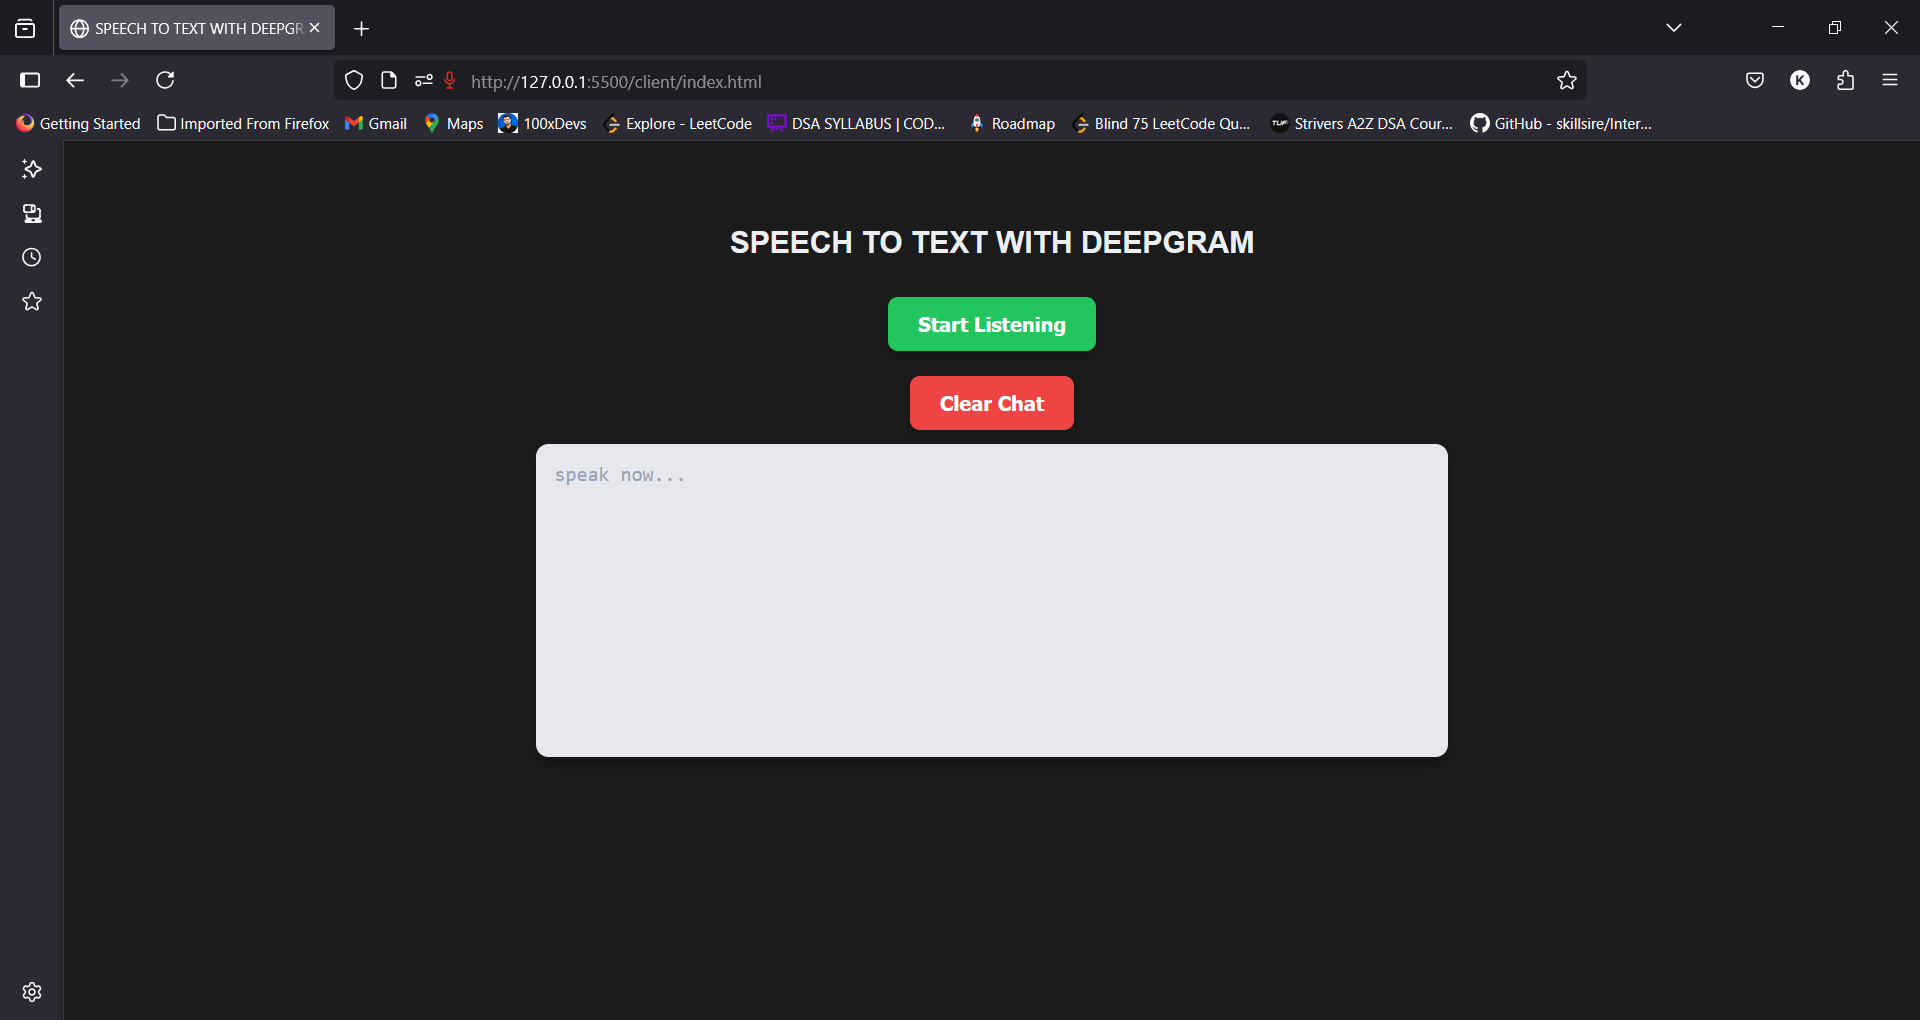 SPEECH TO TEXT WITH DEEPGR
http://127.0.0.1:5500/client/index.html
K
Getting Started
Imported From Firefox
Gmail
Maps
100xDevs
Explore - LeetCode
DSA SYLLABUS | COD...
Roadmap
Blind 75 LeetCode Qu...
TUF
Strivers A2Z DSA Cour...
GitHub - skillsire/Inter...
SPEECH TO TEXT WITH DEEPGRAM
Start Listening
Clear Chat
speak now...